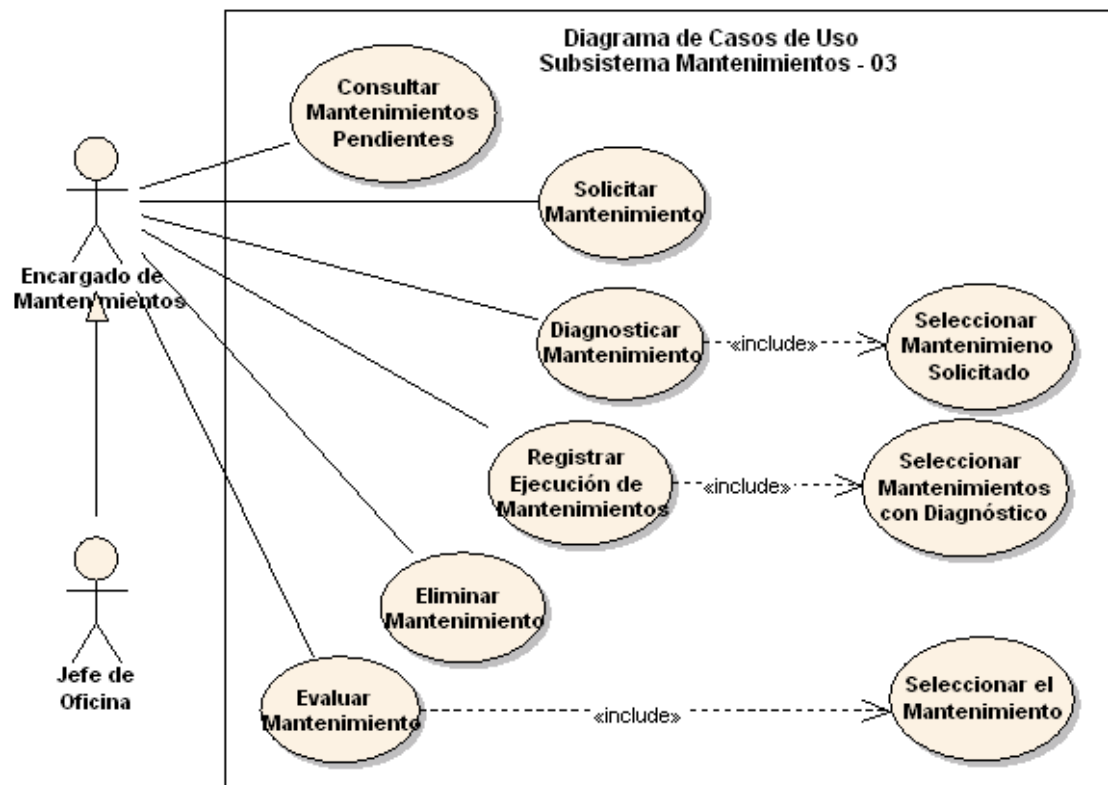 Diagrama de Casos de Uso
Subsistema Mantenimientos - 03
Consultar
Mantenimientos
Pendientes
Solicitar
Mantenimiento
Encargado de
Mantenimientos
Diagnosticar
Mantenimiento
«include»
Seleccionar
Mantenimieno
Solicitado
Registrar
Ejecución de
Mantenimientos
«include»
Seleccionar
Mantenimientos
con Diagnóstico
Eliminar
Mantenimiento
Jefe de
Oficina
Evaluar
Mantenimiento
«include»
Seleccionar el
Mantenimiento